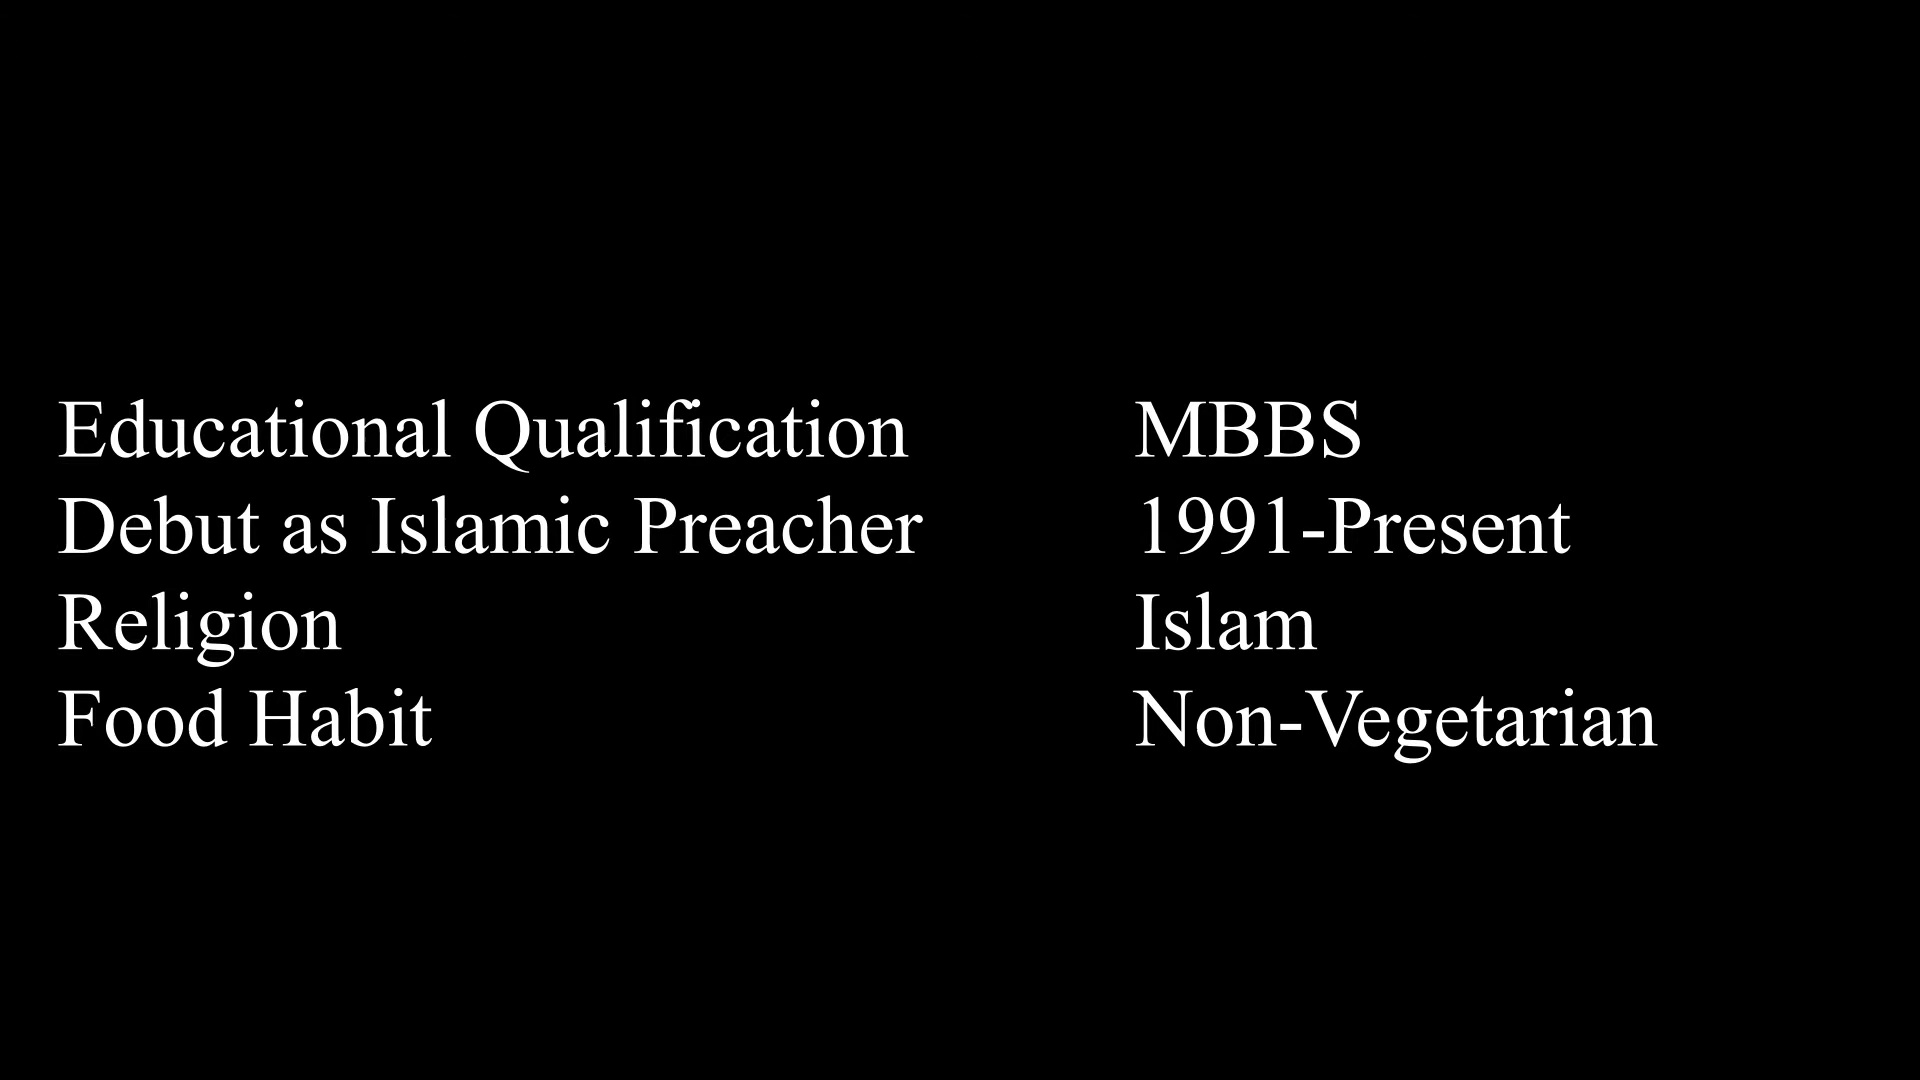 Educational Qualification MBBS
Debut as Islamic Preacher 1991-Present
Religion Islam
Food Habit Non-Vegetarian